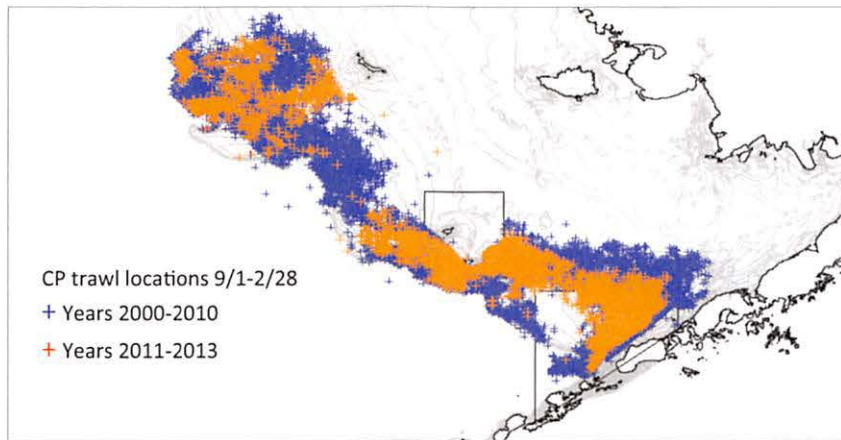 CP trawl locations 9/1-2/28
+ Years 2000-2010
+ Years 2011-2013